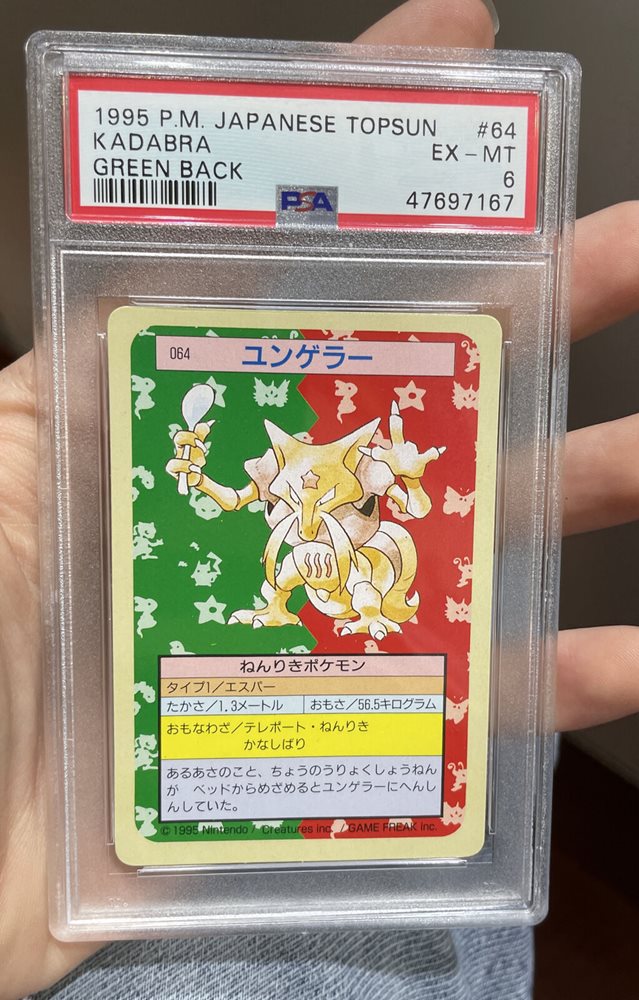 1995 P.M. JAPANESE TOPSUN #64
KADABRA EX - MT
GREEN BACK 6
PSA 47697167
064 ユンゲラー
ねんりきポケモン
タイプ1/エスパー
たかさ/1.3メートル おもさ/56.5キログラム
おもなわざ/テレポート・ねんりき
かなしばり
あるあさのこと、ちょうのうりょくしょうねん
が ベッドからめざめるとユンゲラーにへんし
んしていた。
© 1995 Nintendo / Creatures inc. / GAME FREAK inc.